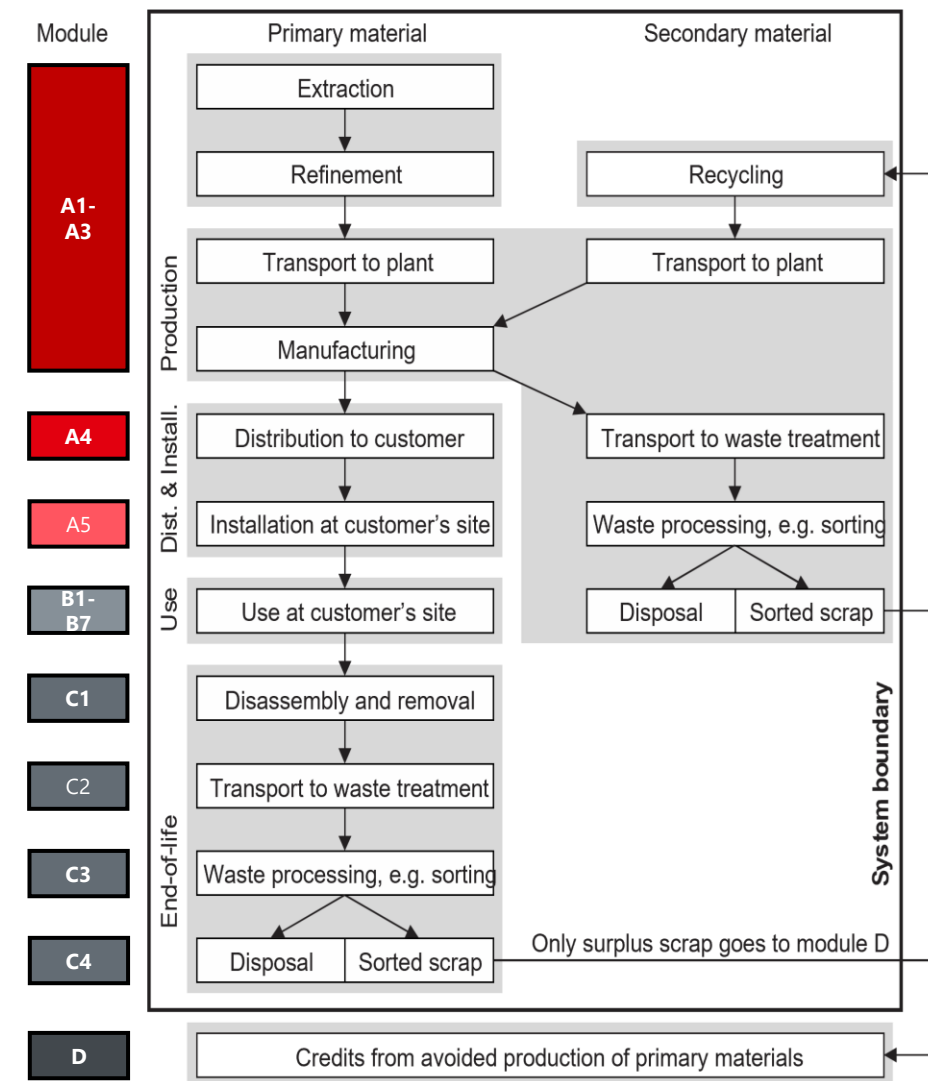 Module
Primary material
Secondary material
A1-
A3
Extraction
Refinement
Recycling
Production
Transport to plant
Transport to plant
Manufacturing
Dist. & Install.
A4
Distribution to customer
Transport to waste treatment
A5
Installation at customer's site
Waste processing, e.g. sorting
Use
B1-
B7
Use at customer's site
Disposal
Sorted scrap
System boundary
End-of-life
C1
Disassembly and removal
C2
Transport to waste treatment
C3
Waste processing, e.g. sorting
C4
Disposal
Sorted scrap
Only surplus scrap goes to module D
D
Credits from avoided production of primary materials